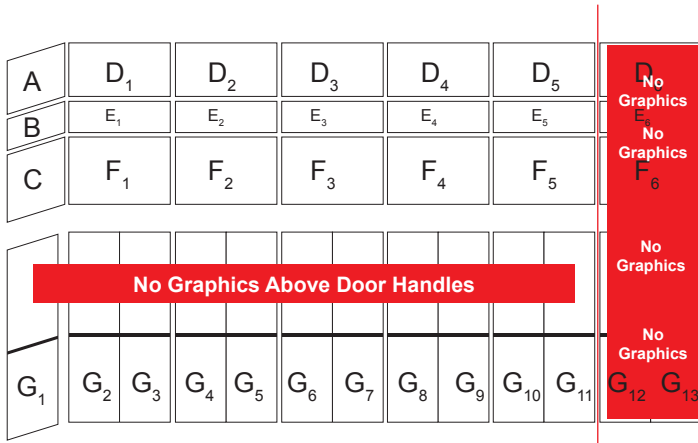 A D₁ D₂ D₃ D₄ D₅ D₆
No
Graphics
B E₁ E₂ E₃ E₄ E₅ E₆
No
Graphics
C F₁ F₂ F₃ F₄ F₅ F₆
No
Graphics
No Graphics Above Door Handles
No
Graphics
G₁ G₂ G₃ G₄ G₅ G₆ G₇ G₈ G₉ G₁₀ G₁₁ G₁₂ G₁₃